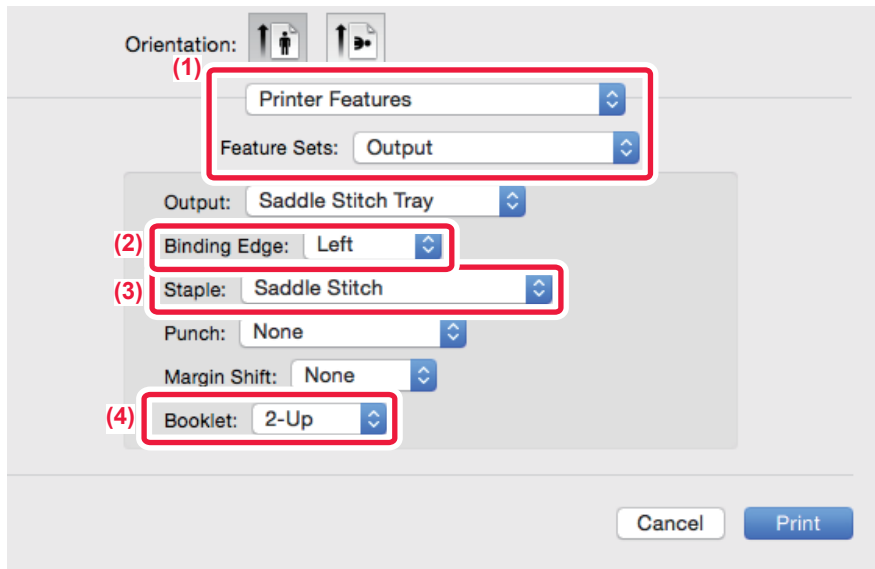 Orientation:
(1)
Printer Features
Feature Sets: Output
Output: Saddle Stitch Tray
(2) Binding Edge: Left
(3) Staple: Saddle Stitch
Punch: None
Margin Shift: None
(4) Booklet: 2-Up
Cancel Print